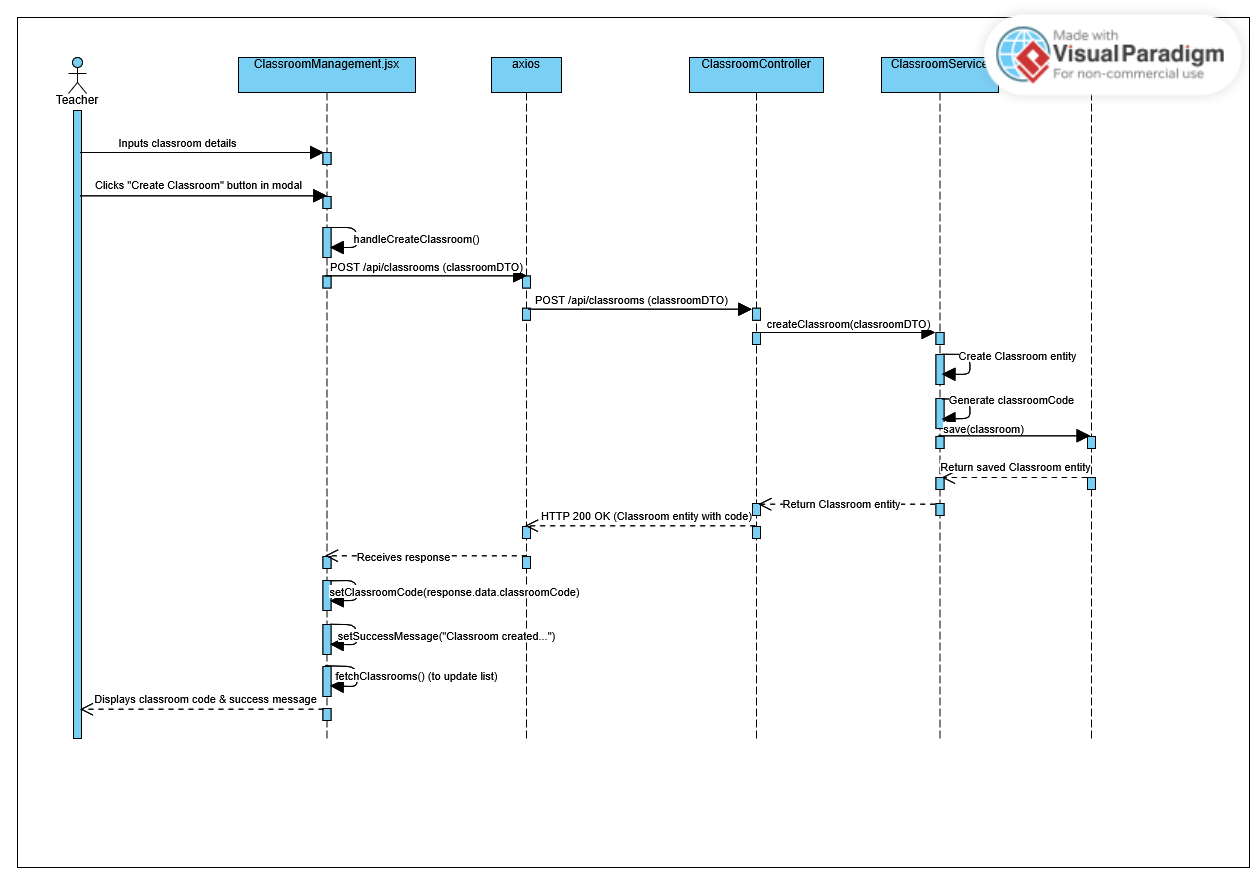 Made with
VisualParadigm
For non-commercial use
ClassroomManagement.jsx
axios
ClassroomController
ClassroomService
Teacher
Inputs classroom details
Clicks "Create Classroom" button in modal
handleCreateClassroom()
POST /api/classrooms (classroomDTO)
POST /api/classrooms (classroomDTO)
createClassroom(classroomDTO)
Create Classroom entity
Generate classroomCode
save(classroom)
Return saved Classroom entity
Return Classroom entity
HTTP 200 OK (Classroom entity with code)
Receives response
setClassroomCode(response.data.classroomCode)
setSuccessMessage("Classroom created...")
fetchClassrooms() (to update list)
Displays classroom code & success message